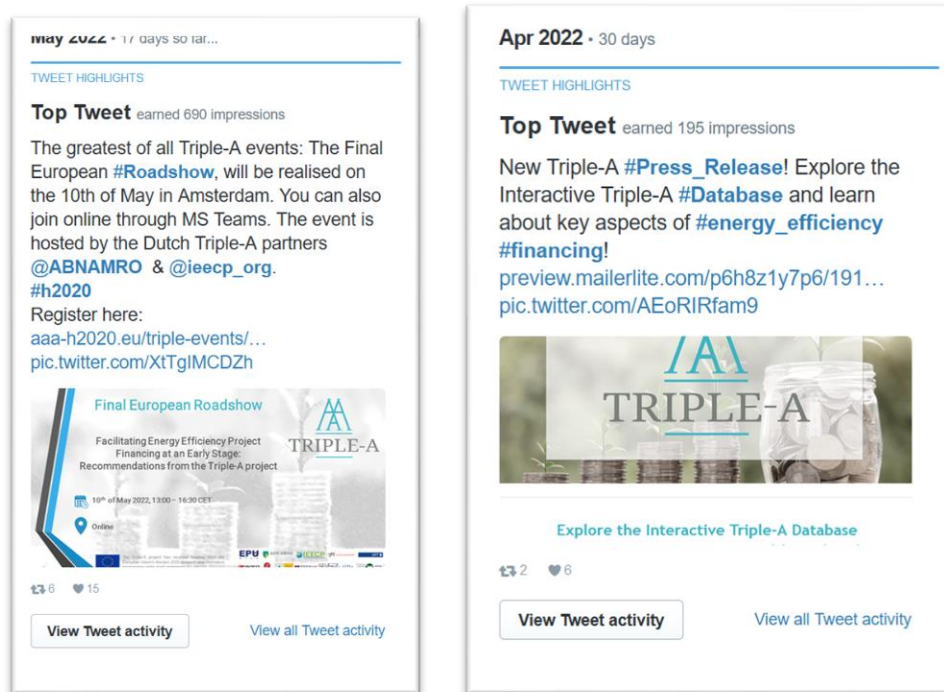 May 2022 • 17 days so far...
TWEET HIGHLIGHTS
Top Tweet earned 690 impressions
The greatest of all Triple-A events: The Final
European #Roadshow, will be realised on
the 10th of May in Amsterdam. You can also
join online through MS Teams. The event is
hosted by the Dutch Triple-A partners
@ABNAMRO & @ieecp_org.
#h2020
Register here:
aaa-h2020.eu/triple-events/…
pic.twitter.com/XtTgIMCDZh
Final European Roadshow
TRIPLE-A
Facilitating Energy Efficiency Project
Financing at an Early Stage:
Recommendations from the Triple-A project
10th of May 2022, 13:00 – 16:30 CET
Online
EPU
IEECP
6 15
View Tweet activity View all Tweet activity
Apr 2022 • 30 days
TWEET HIGHLIGHTS
Top Tweet earned 195 impressions
New Triple-A #Press_Release! Explore the
Interactive Triple-A #Database and learn
about key aspects of #energy_efficiency
#financing!
preview.mailerlite.com/p6h8z1y7p6/191…
pic.twitter.com/AEoRIRfam9
TRIPLE-A
Explore the Interactive Triple-A Database
2 6
View Tweet activity View all Tweet activity